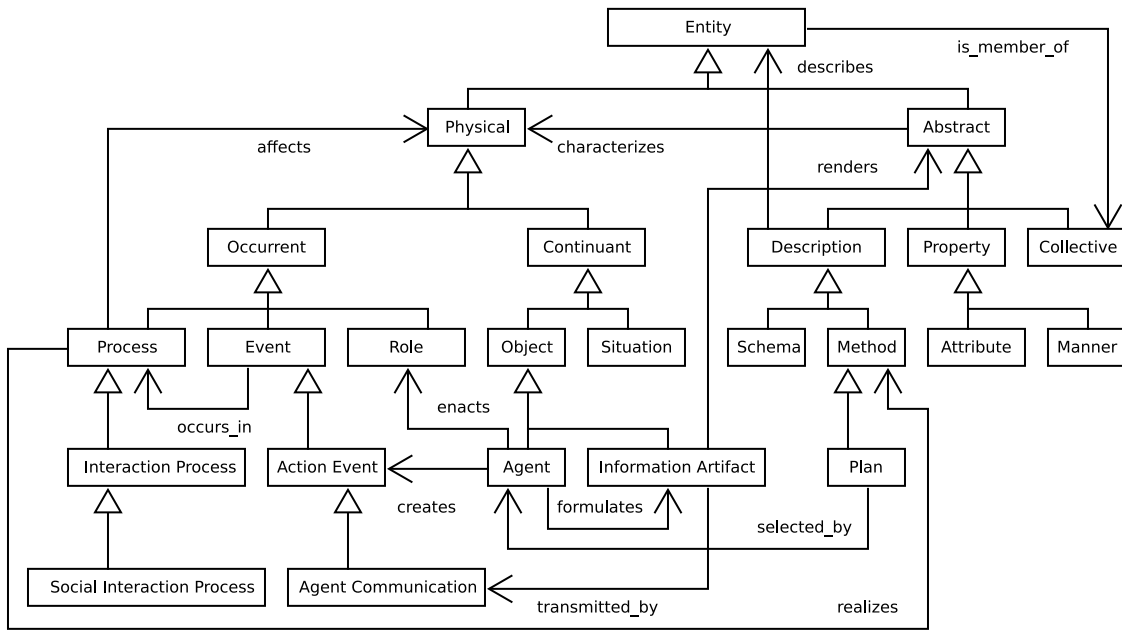 Entity
is_member_of
describes
Physical
Abstract
affects
characterizes
renders
Occurrent
Continuant
Description
Property
Collective
Process
Event
Role
Object
Situation
Schema
Method
Attribute
Manner
enacts
occurs_in
Interaction Process
Action Event
Agent
Information Artifact
Plan
creates
formulates
selected_by
Social Interaction Process
Agent Communication
transmitted_by
realizes